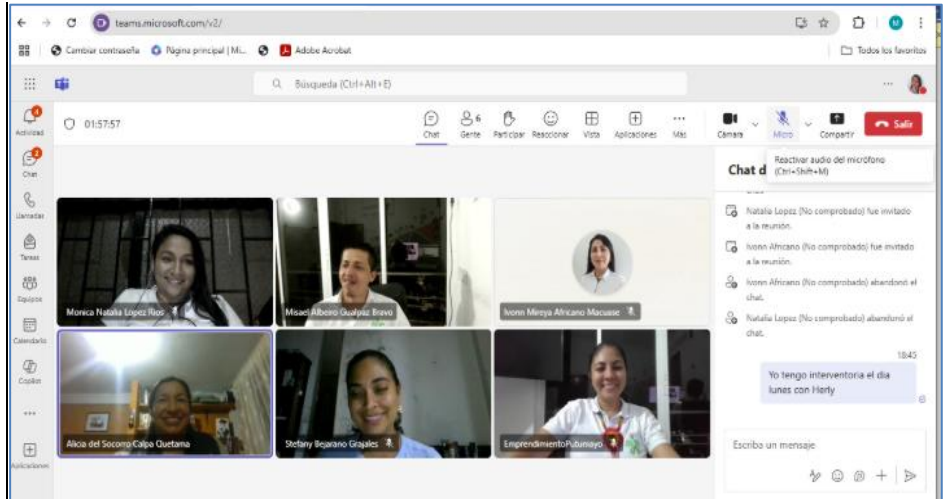 teams.microsoft.com/v2/
Cambiar contraseña Página principal | Mi... Adobe Acrobat Todos los favoritos
Búsqueda (Ctrl+Alt+E)
01:57:57
Chat
6
Gente
Participar
Reaccionar
Vista
Aplicaciones
Más
Cámara
Micro
Compartir
Salir
Reactivar audio del micrófono
(Ctrl+Shift+M)
4
Actividad
2
Chat
Llamadas
Tareas
Equipos
Calendario
Copilot
Aplicaciones
Monica Natalia Lopez Rios
Misael Albeiro Gualpaz Bravo
Ivonn Mireya Africano Macuase
Alicia del Socorro Calpa Quetama
Stefany Bejarano Grajales
EmprendimientoPutumayo
Chat d
Natalia Lopez (No comprobado) fue invitado
a la reunión.
Ivonn Africano (No comprobado) fue invitado
a la reunión.
Ivonn Africano (No comprobado) abandonó el
chat.
Natalia Lopez (No comprobado) abandonó el
chat.
18:45
Yo tengo interventoria el dia
lunes con Herly
Escriba un mensaje